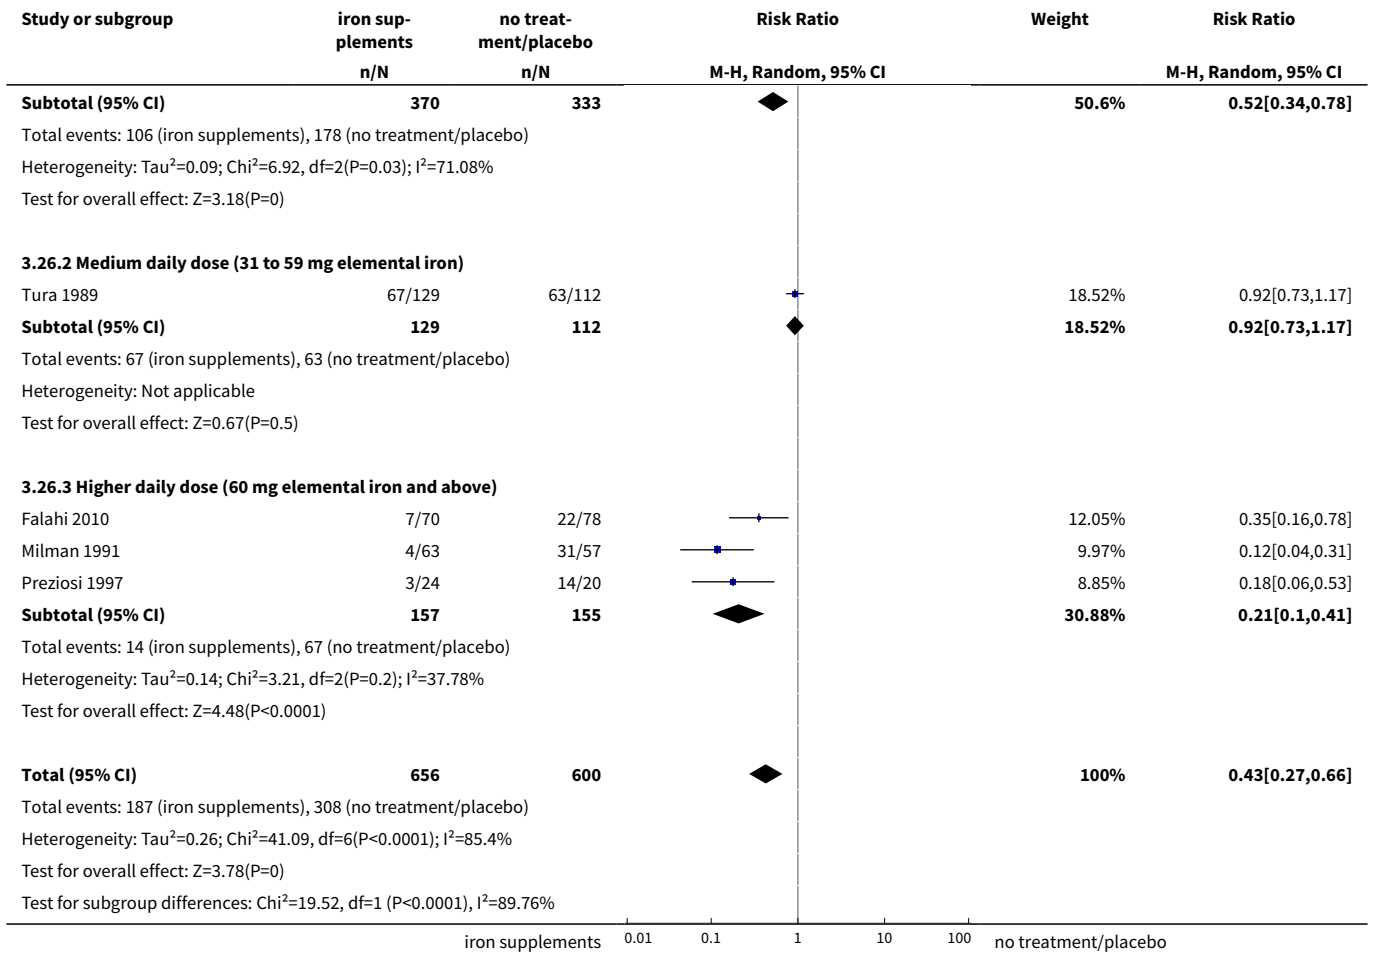 Study or subgroup iron sup- no treat- Risk Ratio Weight Risk Ratio
plements ment/placebo
n/N n/N M-H, Random, 95% CI M-H, Random, 95% CI
Subtotal (95% CI) 370 333 50.6% 0.52[0.34,0.78]
Total events: 106 (iron supplements), 178 (no treatment/placebo)
Heterogeneity: Tau²=0.09; Chi²=6.92, df=2(P=0.03); I²=71.08%
Test for overall effect: Z=3.18(P=0)
3.26.2 Medium daily dose (31 to 59 mg elemental iron)
Tura 1989 67/129 63/112 18.52% 0.92[0.73,1.17]
Subtotal (95% CI) 129 112 18.52% 0.92[0.73,1.17]
Total events: 67 (iron supplements), 63 (no treatment/placebo)
Heterogeneity: Not applicable
Test for overall effect: Z=0.67(P=0.5)
3.26.3 Higher daily dose (60 mg elemental iron and above)
Falahi 2010 7/70 22/78 12.05% 0.35[0.16,0.78]
Milman 1991 4/63 31/57 9.97% 0.12[0.04,0.31]
Preziosi 1997 3/24 14/20 8.85% 0.18[0.06,0.53]
Subtotal (95% CI) 157 155 30.88% 0.21[0.1,0.41]
Total events: 14 (iron supplements), 67 (no treatment/placebo)
Heterogeneity: Tau²=0.14; Chi²=3.21, df=2(P=0.2); I²=37.78%
Test for overall effect: Z=4.48(P<0.0001)
Total (95% CI) 656 600 100% 0.43[0.27,0.66]
Total events: 187 (iron supplements), 308 (no treatment/placebo)
Heterogeneity: Tau²=0.26; Chi²=41.09, df=6(P<0.0001); I²=85.4%
Test for overall effect: Z=3.78(P=0)
Test for subgroup differences: Chi²=19.52, df=1 (P<0.0001), I²=89.76%
iron supplements 0.01 0.1 1 10 100 no treatment/placebo